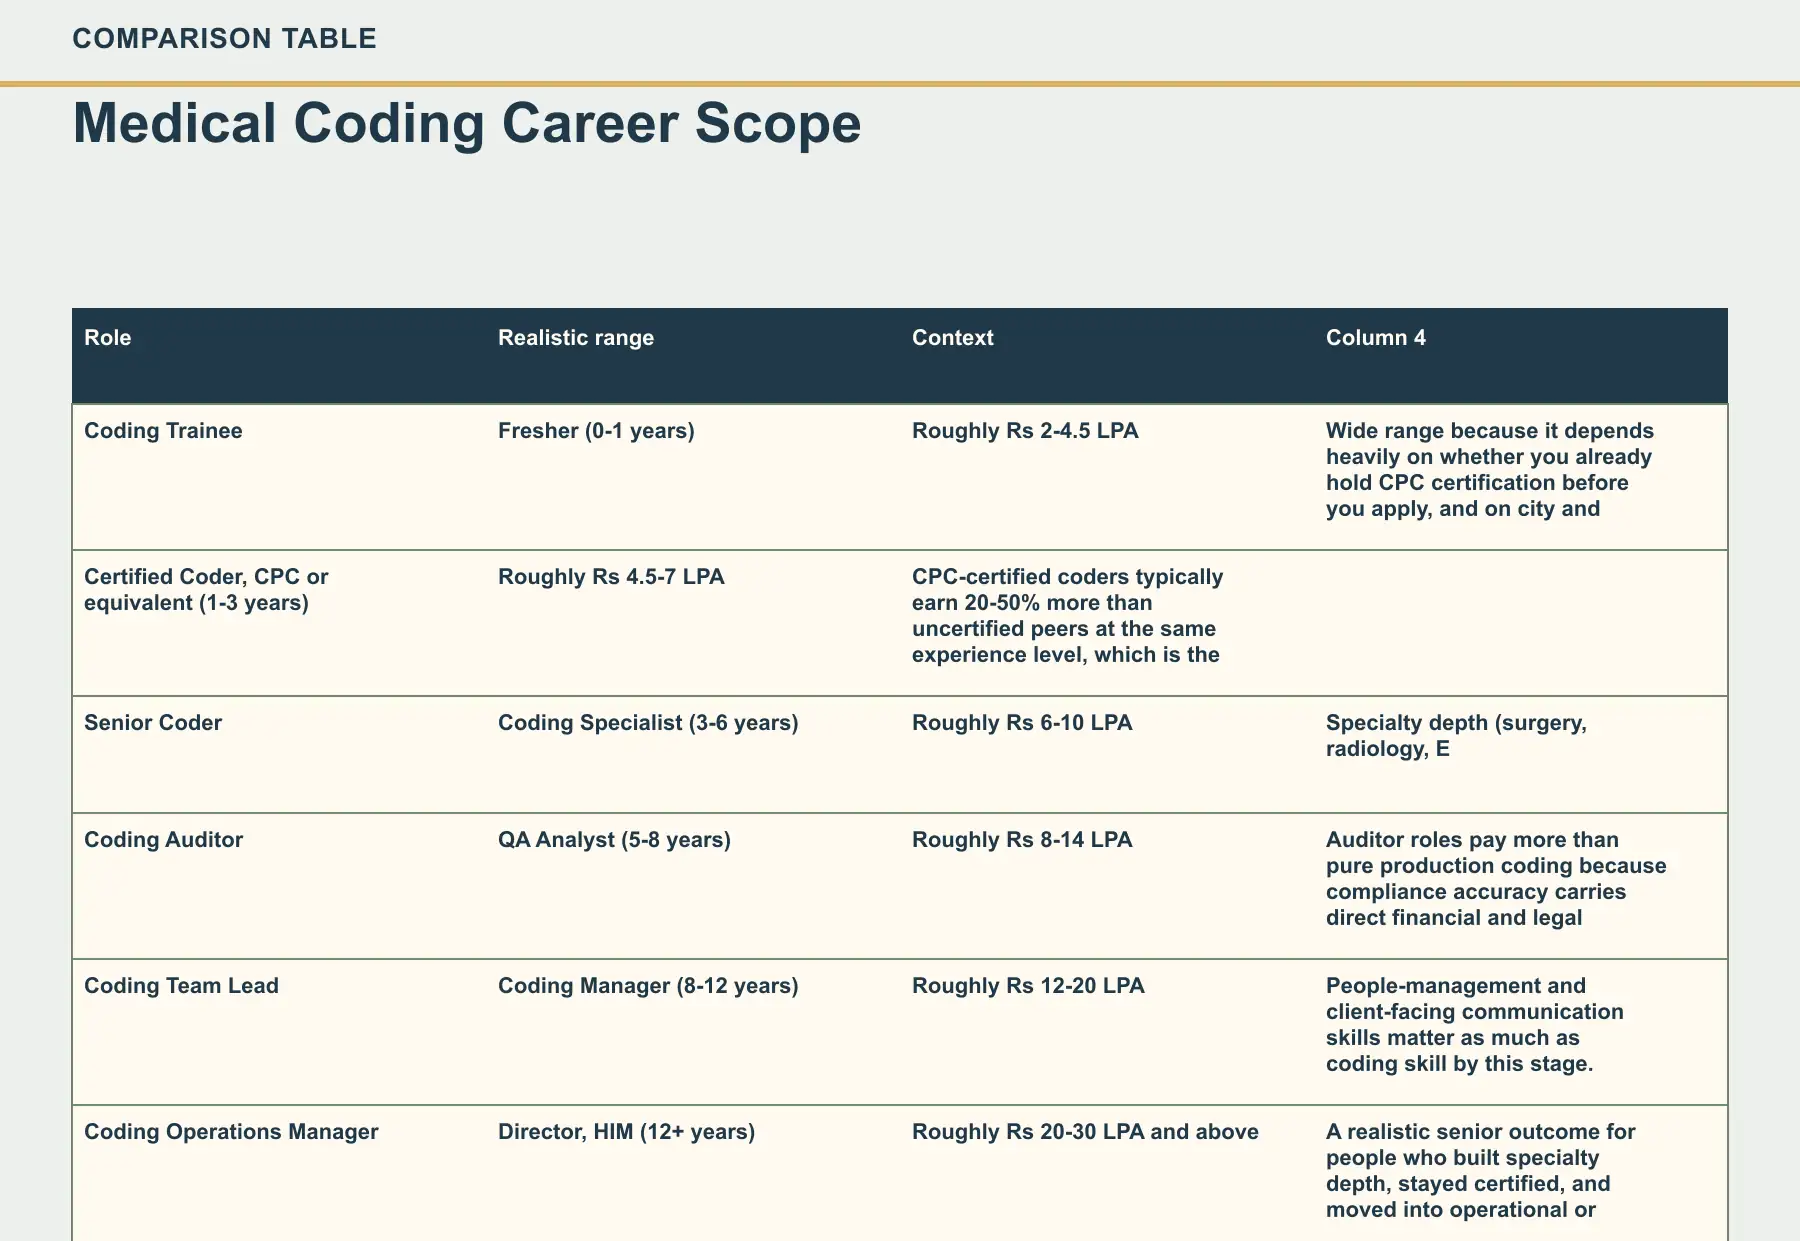 COMPARISON TABLE
Medical Coding Career Scope
Role
Realistic range
Context
Column 4
Coding Trainee
Fresher (0-1 years)
Roughly Rs 2-4.5 LPA
Wide range because it depends
heavily on whether you already
hold CPC certification before
you apply, and on city and
Certified Coder, CPC or
equivalent (1-3 years)
Roughly Rs 4.5-7 LPA
CPC-certified coders typically
earn 20-50% more than
uncertified peers at the same
experience level, which is the
Senior Coder
Coding Specialist (3-6 years)
Roughly Rs 6-10 LPA
Specialty depth (surgery,
radiology, E
Coding Auditor
QA Analyst (5-8 years)
Roughly Rs 8-14 LPA
Auditor roles pay more than
pure production coding because
compliance accuracy carries
direct financial and legal
Coding Team Lead
Coding Manager (8-12 years)
Roughly Rs 12-20 LPA
People-management and
client-facing communication
skills matter as much as
coding skill by this stage.
Coding Operations Manager
Director, HIM (12+ years)
Roughly Rs 20-30 LPA and above
A realistic senior outcome for
people who built specialty
depth, stayed certified, and
moved into operational or